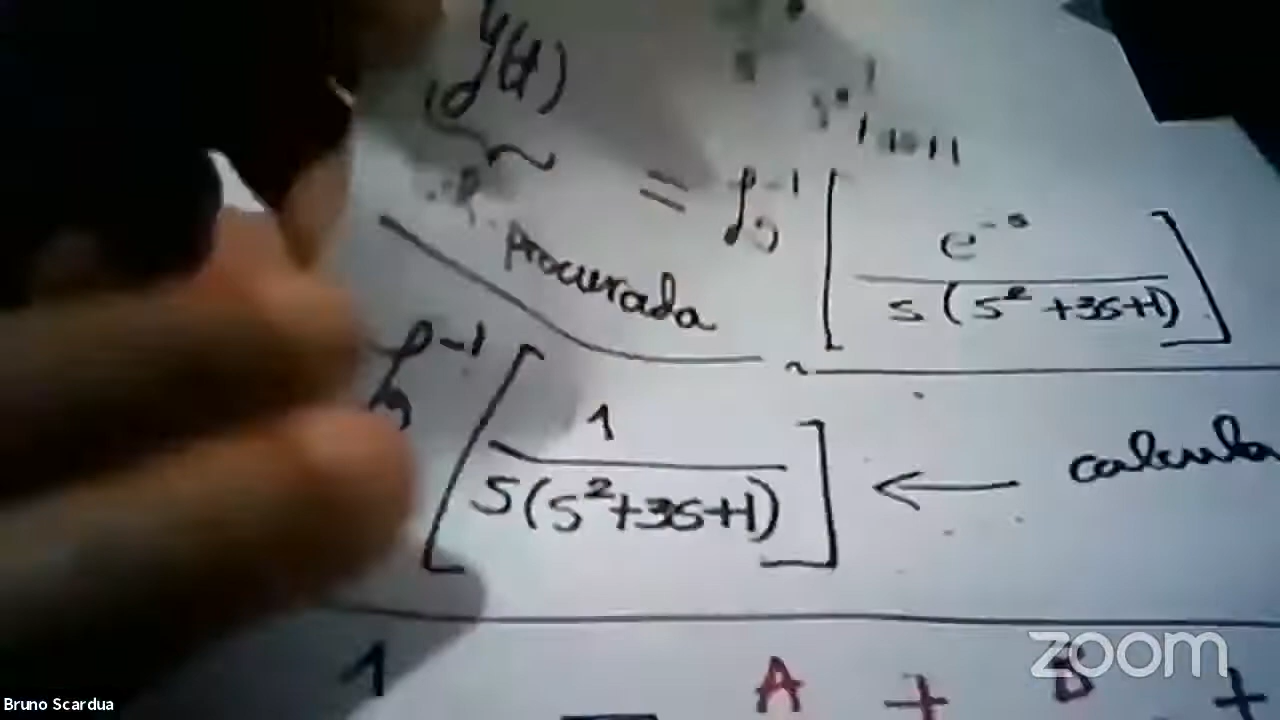 y(t)
= ℒ⁻¹ [ e⁻ˢ / s(s²+3s+1) ]
Procurada
ℒ⁻¹ [ 1 / s(s²+3s+1) ] ← calcula
1 A + B +
zoom
Bruno Scardua